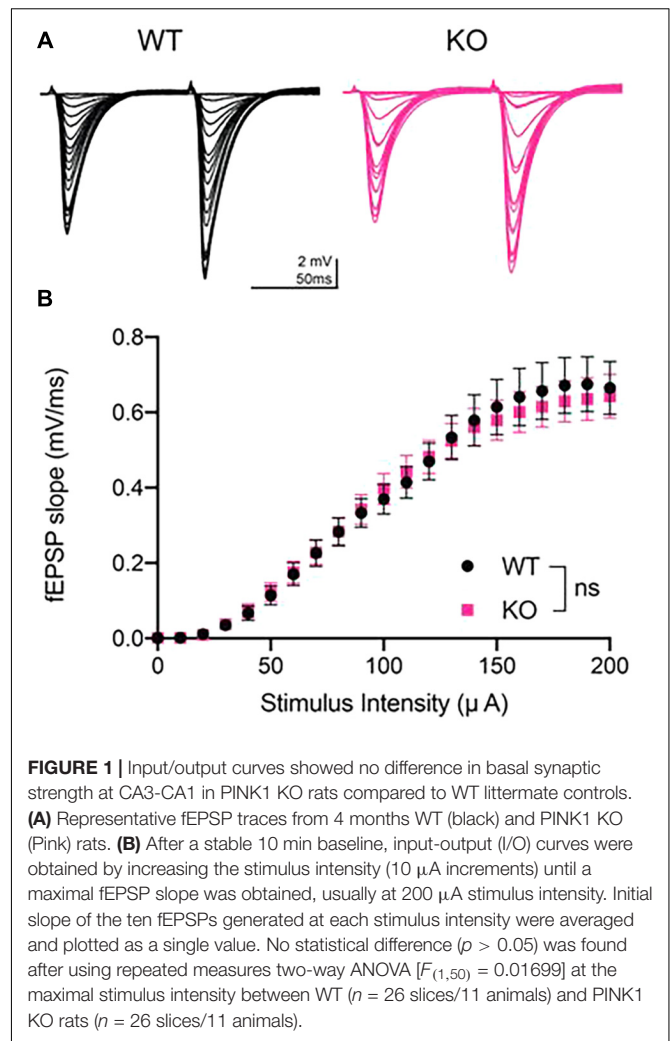 A
WT KO
2 mV
50ms
B
fEPSP slope (mV/ms)
0.8
0.6
0.4
0.2
0.0
0 50 100 150 200
Stimulus Intensity (μ A)
WT
KO
ns
FIGURE 1 | Input/output curves showed no difference in basal synaptic
strength at CA3-CA1 in PINK1 KO rats compared to WT littermate controls.
(A) Representative fEPSP traces from 4 months WT (black) and PINK1 KO
(Pink) rats. (B) After a stable 10 min baseline, input-output (I/O) curves were
obtained by increasing the stimulus intensity (10 μA increments) until a
maximal fEPSP slope was obtained, usually at 200 μA stimulus intensity. Initial
slope of the ten fEPSPs generated at each stimulus intensity were averaged
and plotted as a single value. No statistical difference (p > 0.05) was found
after using repeated measures two-way ANOVA [F(1,50) = 0.01699] at the
maximal stimulus intensity between WT (n = 26 slices/11 animals) and PINK1
KO rats (n = 26 slices/11 animals).